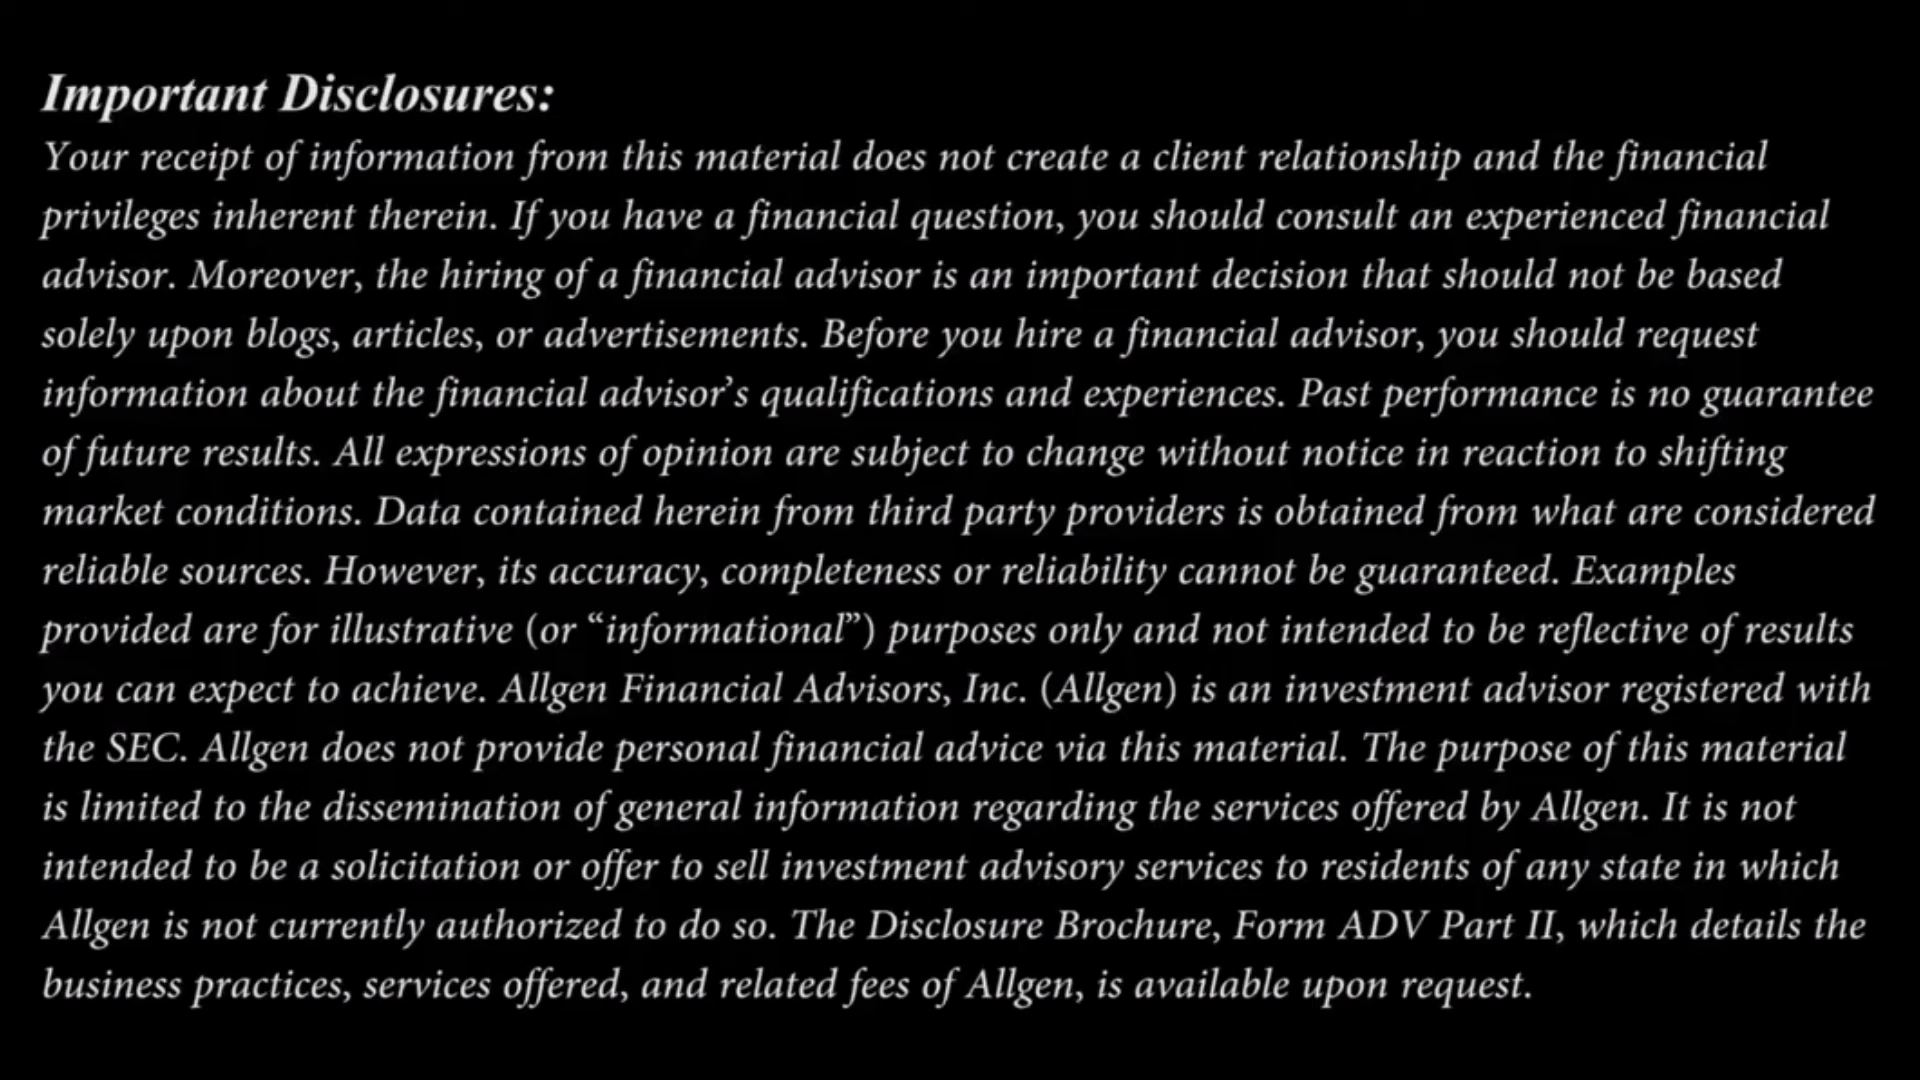 Important Disclosures:
Your receipt of information from this material does not create a client relationship and the financial
privileges inherent therein. If you have a financial question, you should consult an experienced financial
advisor. Moreover, the hiring of a financial advisor is an important decision that should not be based
solely upon blogs, articles, or advertisements. Before you hire a financial advisor, you should request
information about the financial advisor’s qualifications and experiences. Past performance is no guarantee
of future results. All expressions of opinion are subject to change without notice in reaction to shifting
market conditions. Data contained herein from third party providers is obtained from what are considered
reliable sources. However, its accuracy, completeness or reliability cannot be guaranteed. Examples
provided are for illustrative (or “informational”) purposes only and not intended to be reflective of results
you can expect to achieve. Allgen Financial Advisors, Inc. (Allgen) is an investment advisor registered with
the SEC. Allgen does not provide personal financial advice via this material. The purpose of this material
is limited to the dissemination of general information regarding the services offered by Allgen. It is not
intended to be a solicitation or offer to sell investment advisory services to residents of any state in which
Allgen is not currently authorized to do so. The Disclosure Brochure, Form ADV Part II, which details the
business practices, services offered, and related fees of Allgen, is available upon request.